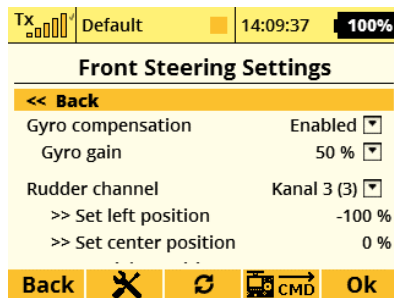 Tx Default 14:09:37 100%
Front Steering Settings
<< Back
Gyro compensation Enabled
Gyro gain 50 %
Rudder channel Kanal 3 (3)
>> Set left position -100 %
>> Set center position 0 %
Back CMD Ok